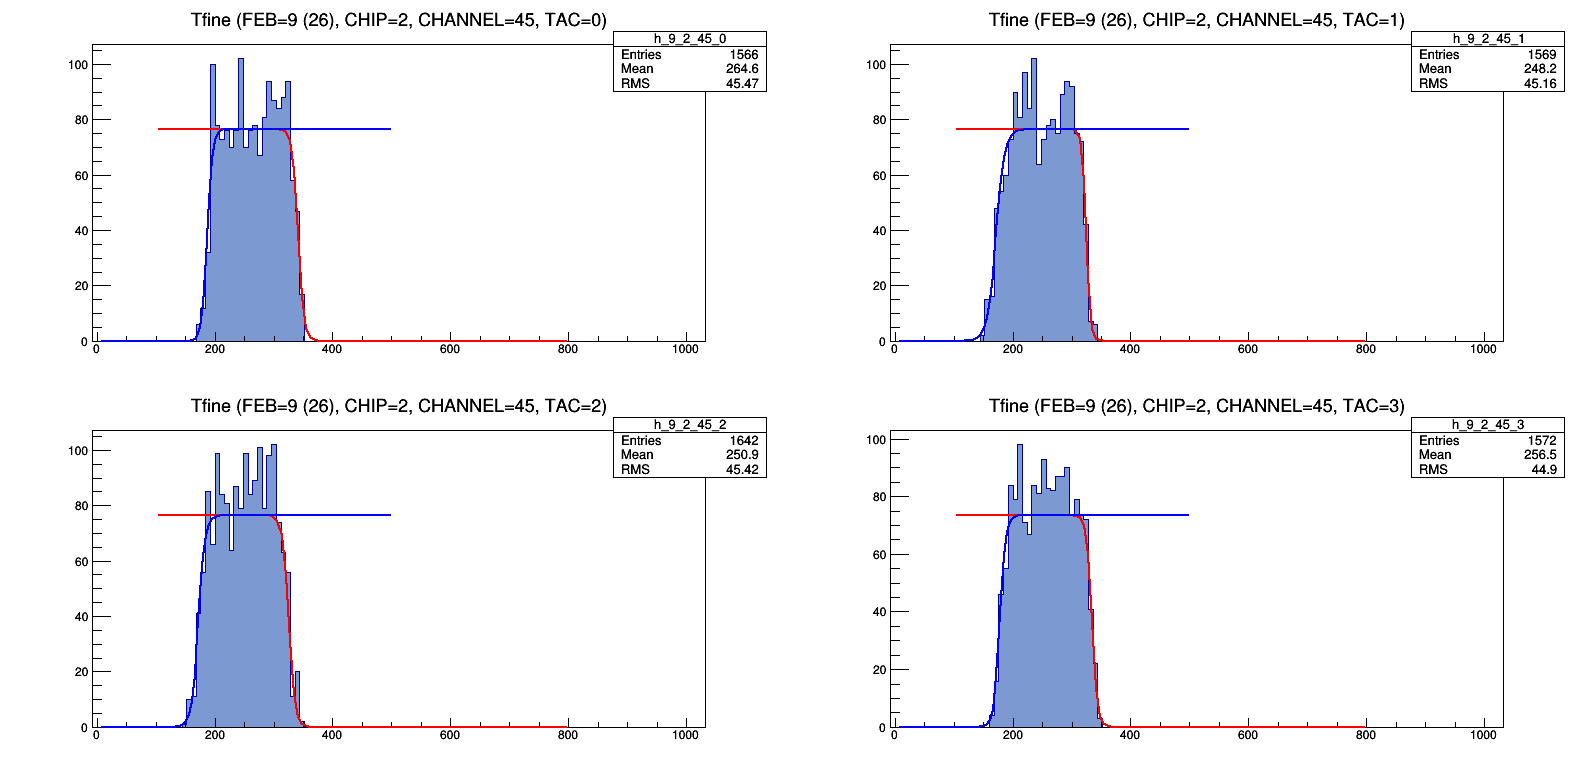 Tfine (FEB=9 (26), CHIP=2, CHANNEL=45, TAC=0)
h_9_2_45_0
Entries 1566
Mean 264.6
RMS 45.47
100
80
60
40
20
0
0 200 400 600 800 1000
Tfine (FEB=9 (26), CHIP=2, CHANNEL=45, TAC=1)
h_9_2_45_1
Entries 1569
Mean 248.2
RMS 45.16
100
80
60
40
20
0
0 200 400 600 800 1000
Tfine (FEB=9 (26), CHIP=2, CHANNEL=45, TAC=2)
h_9_2_45_2
Entries 1642
Mean 250.9
RMS 45.42
100
80
60
40
20
0
0 200 400 600 800 1000
Tfine (FEB=9 (26), CHIP=2, CHANNEL=45, TAC=3)
h_9_2_45_3
Entries 1572
Mean 256.5
RMS 44.9
100
80
60
40
20
0
0 200 400 600 800 1000